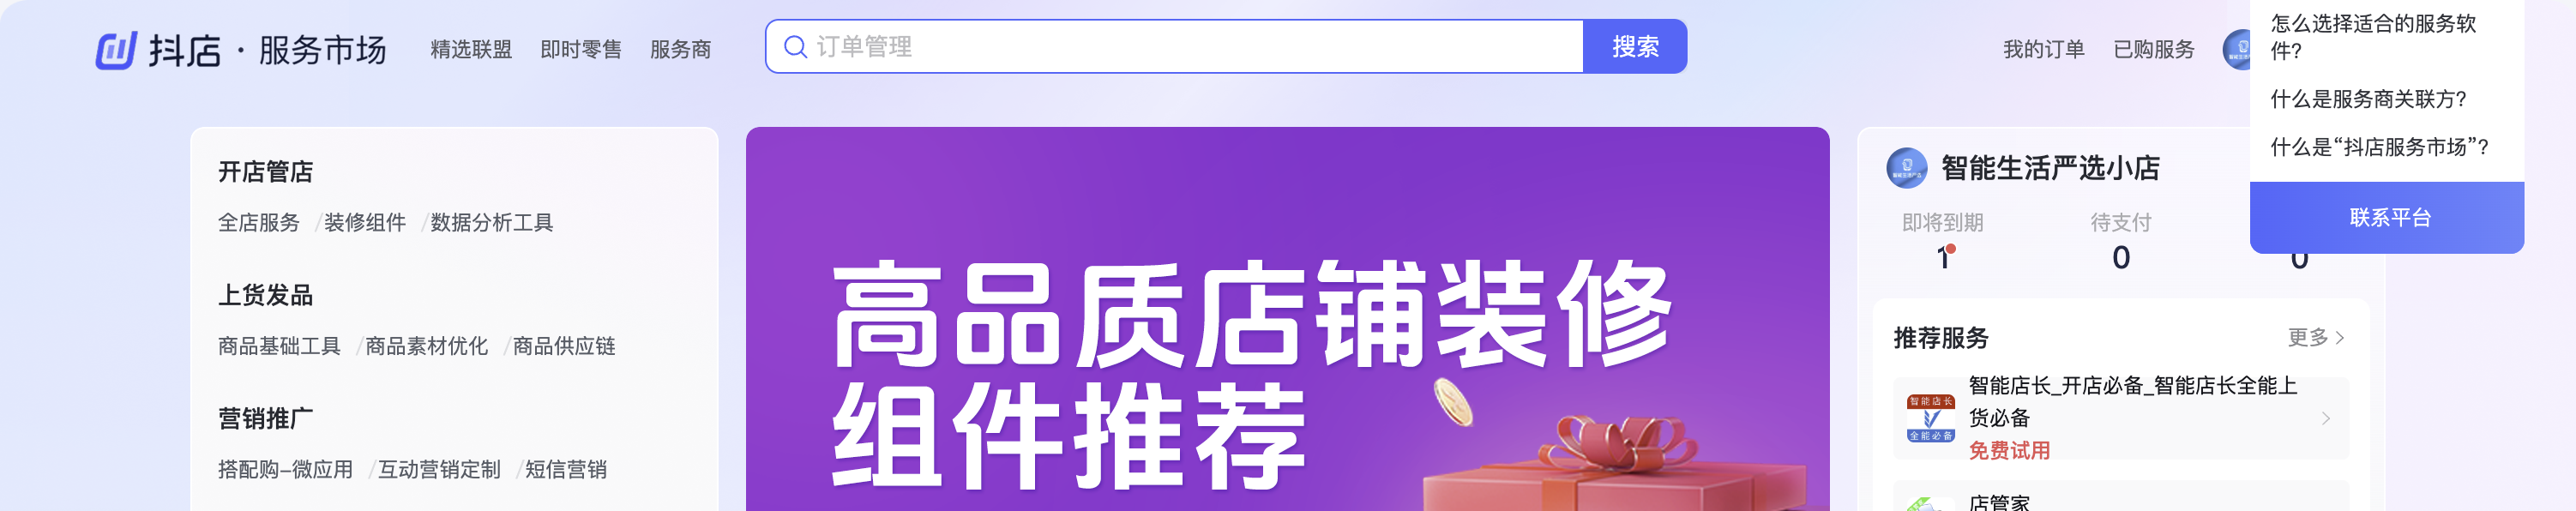 抖店 · 服务市场
精选联盟 即时零售 服务商
订单管理
搜索
我的订单 已购服务
怎么选择适合的服务软
件?
什么是服务商关联方?
什么是“抖店服务市场”?
联系平台
开店管店
全店服务 / 装修组件 / 数据分析工具
上货发品
商品基础工具 / 商品素材优化 / 商品供应链
营销推广
搭配购-微应用 / 互动营销定制 / 短信营销
高品质店铺装修
组件推荐
智能生活严选小店
即将到期 待支付
1 0 0
推荐服务 更多
智能店长
全能必备
智能店长_开店必备_智能店长全能上
货必备
免费试用
店管家